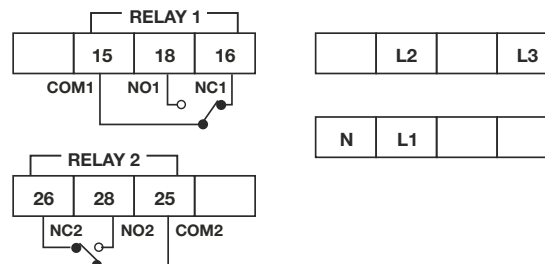 RELAY 1
15 18 16
COM1 NO1 NC1
L2 L3
N L1
RELAY 2
26 28 25
NC2 NO2 COM2